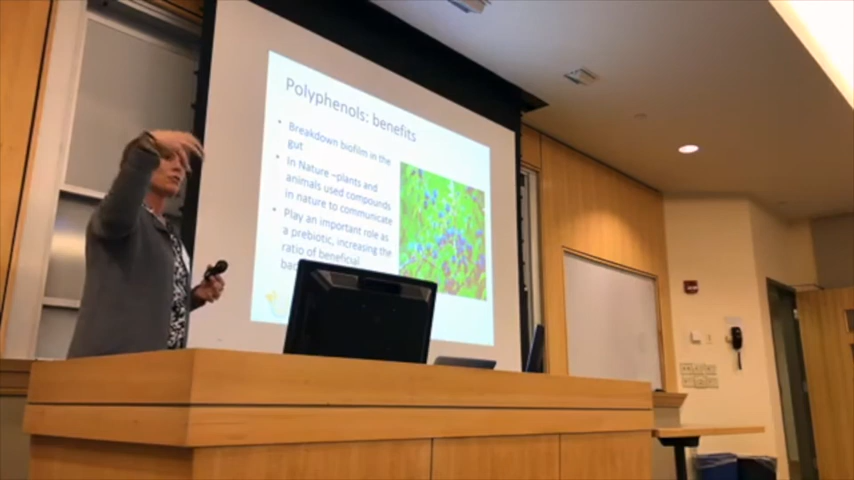 Polyphenols: benefits
• Breakdown biofilm in the
gut
• In Nature –plants and
animals used compounds
in nature to communicate
• Play an important role as
a prebiotic, increasing the
ratio of beneficial